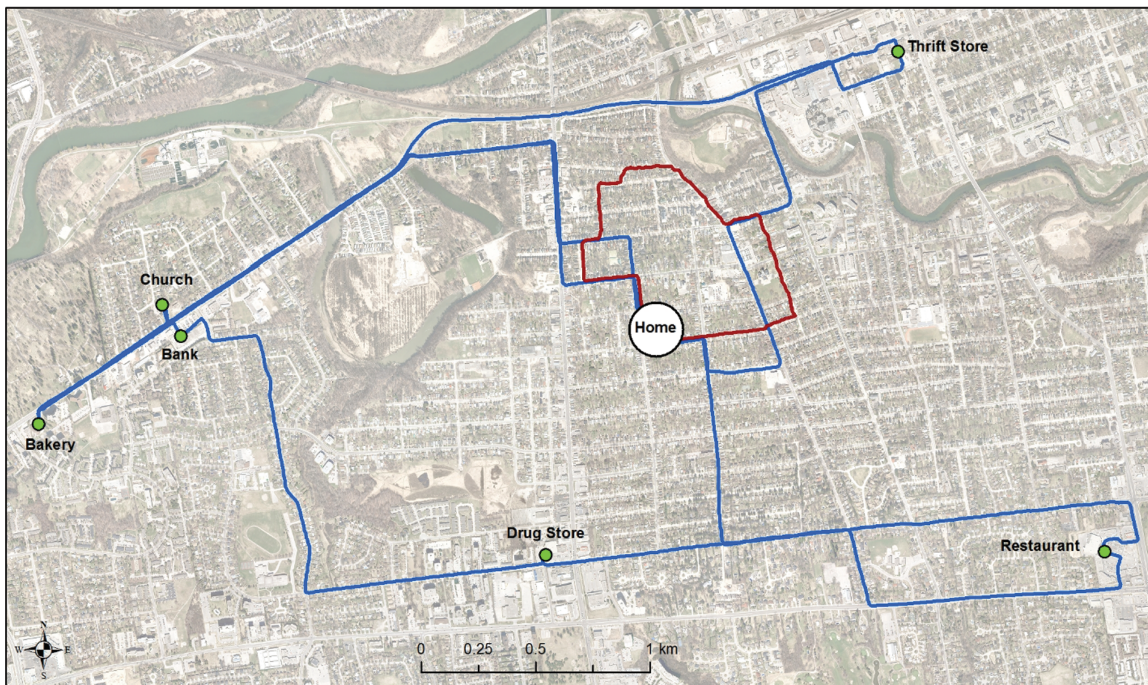 Thrift Store
Church
Home
Bank
Bakery
Drug Store
Restaurant
N
W E
S
0 0.25 0.5 1 km